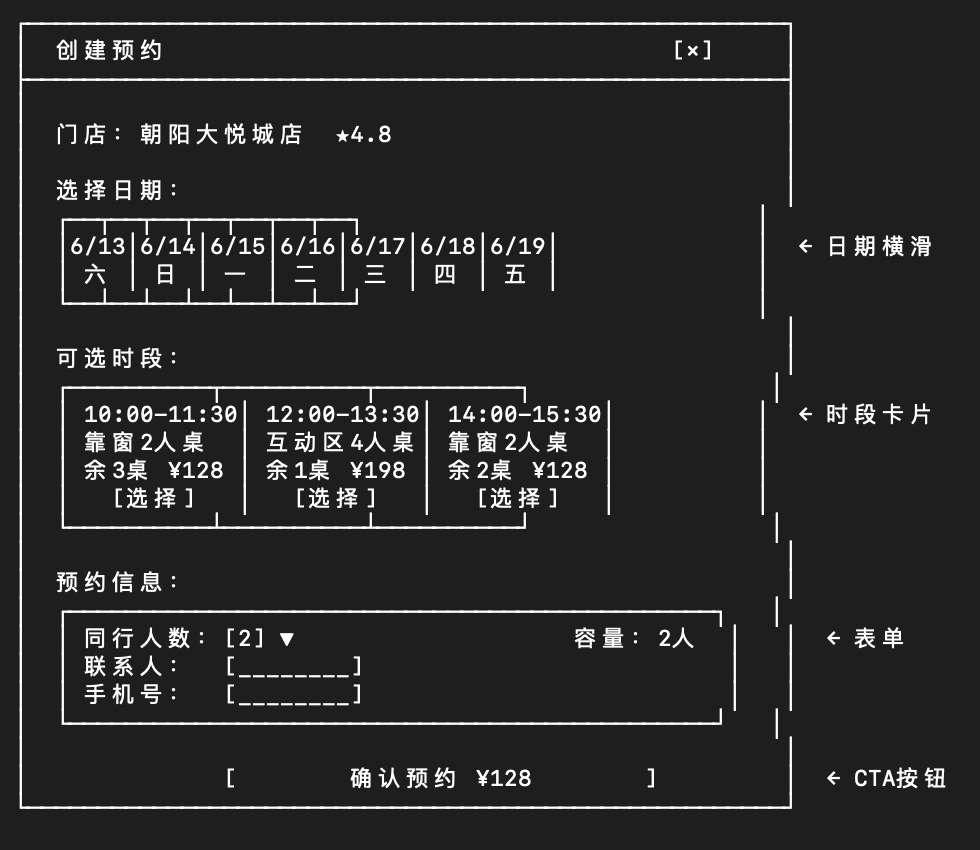 创建预约 [×]
门店：朝阳大悦城店 ★4.8
选择日期：
6/13 6/14 6/15 6/16 6/17 6/18 6/19 ← 日期横滑
六 日 一 二 三 四 五
可选时段：
10:00-11:30 12:00-13:30 14:00-15:30 ← 时段卡片
靠窗2人桌 互动区4人桌 靠窗2人桌
余3桌 ¥128 余1桌 ¥198 余2桌 ¥128
[选择] [选择] [选择]
预约信息：
同行人数：[2] ▼ 容量：2人 ← 表单
联系人： [________]
手机号： [________]
[ 确认预约 ¥128 ] ← CTA按钮